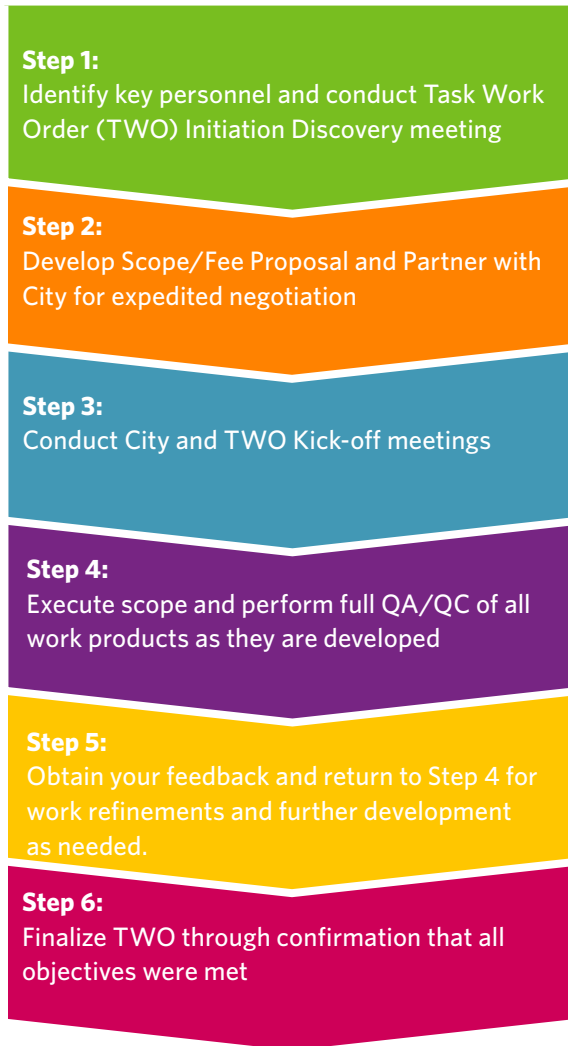 Step 1:
Identify key personnel and conduct Task Work
Order (TWO) Initiation Discovery meeting
Step 2:
Develop Scope/Fee Proposal and Partner with
City for expedited negotiation
Step 3:
Conduct City and TWO Kick-off meetings
Step 4:
Execute scope and perform full QA/QC of all
work products as they are developed
Step 5:
Obtain your feedback and return to Step 4 for
work refinements and further development
as needed.
Step 6:
Finalize TWO through confirmation that all
objectives were met